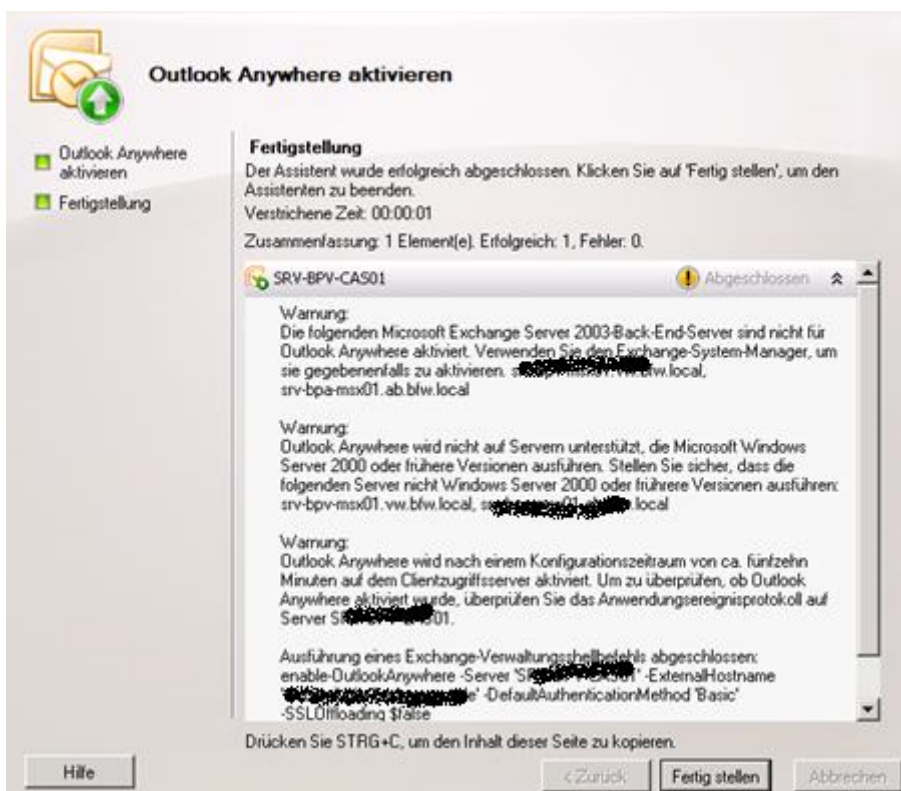 Outlook Anywhere aktivieren
Outlook Anywhere
aktivieren
Fertigstellung
Fertigstellung
Der Assistent wurde erfolgreich abgeschlossen. Klicken Sie auf 'Fertig stellen', um den
Assistenten zu beenden.
Verstrichene Zeit: 00:00:01
Zusammenfassung: 1 Element(e). Erfolgreich: 1, Fehler: 0.
SRV-BPV-CAS01
Abgeschlossen
Warnung:
Die folgenden Microsoft Exchange Server 2003-Back-End-Server sind nicht für
Outlook Anywhere aktiviert. Verwenden Sie den Exchange-System-Manager, um
sie gegebenenfalls zu aktivieren.
srv-bpa-msx01.ab.bfw.local
Warnung:
Outlook Anywhere wird nicht auf Servern unterstützt, die Microsoft Windows
Server 2000 oder frühere Versionen ausführen. Stellen Sie sicher, dass die
folgenden Server nicht Windows Server 2000 oder frührere Versionen ausführen:
srv-bpv-msx01.vw.bfw.local,
Warnung:
Outlook Anywhere wird nach einem Konfigurationszeitraum von ca. fünfzehn
Minuten auf dem Clientzugriffsserver aktiviert. Um zu überprüfen, ob Outlook
Anywhere aktiviert wurde, überprüfen Sie das Anwendungsereignisprotokoll auf
Server
Ausführung eines Exchange-Verwaltungsshellbefehls abgeschlossen:
enable-OutlookAnywhere -Server -ExternalHostname
-DefaultAuthenticationMethod 'Basic'
-SSLOffloading $false
Drücken Sie STRG+C, um den Inhalt dieser Seite zu kopieren.
Hilfe
< Zurück
Fertig stellen
Abbrechen